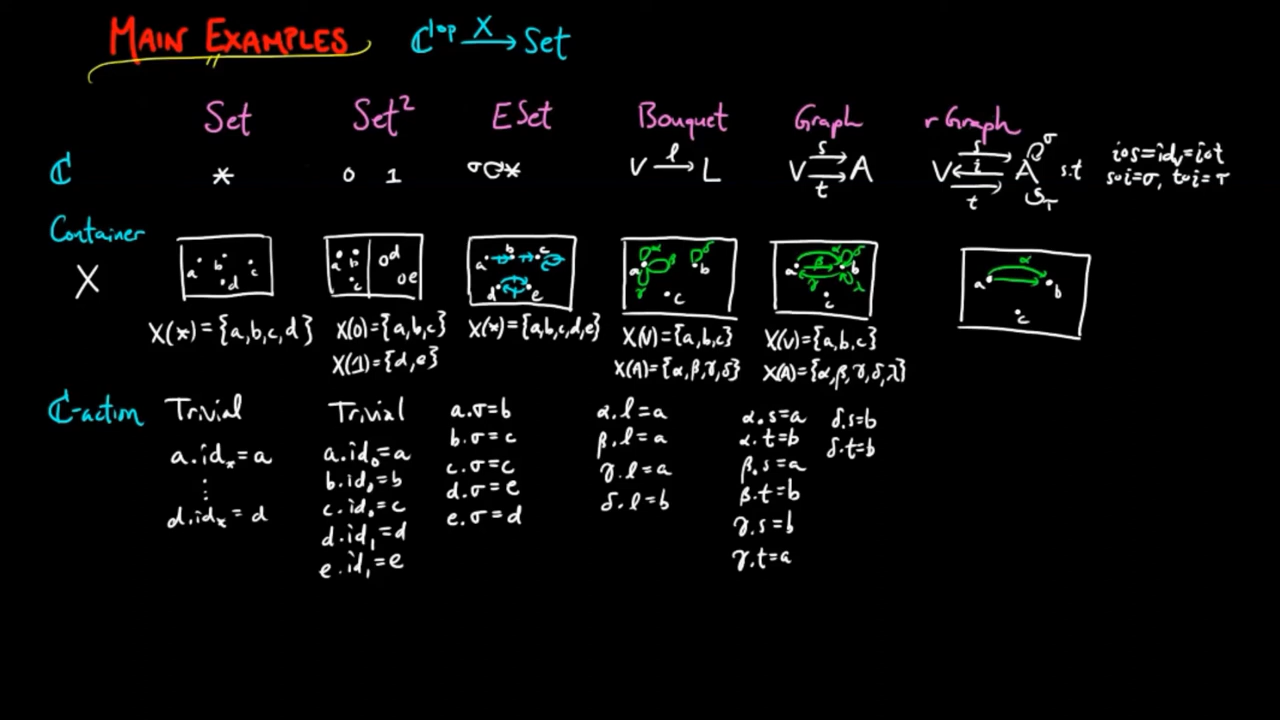 MAIN EXAMPLES ℂ^op X→ Set
Set Set² ESet Bouquet Graph rGraph
ℂ * 0 1 σ⟳* V l→ L V s⇉t A V s→ ←i t→ A σ τ s.t i∘s=id_v=i∘t
s∘i=σ, t∘i=τ
Container
X
a b c d
a b c d e
a b c d e
α β γ δ a b c
α β γ δ λ a b c
α a b c
X(*)={a,b,c,d} X(0)={a,b,c} X(*)={a,b,c,d,e} X(V)={a,b,c} X(V)={a,b,c}
X(1)={d,e} X(A)={α,β,γ,δ} X(A)={α,β,γ,δ,λ}
ℂ-action
Trivial
a.id_*=a
⋮
d.id_*=d
Trivial
a.id_0=a
b.id_0=b
c.id_0=c
d.id_1=d
e.id_1=e
a.σ=b
b.σ=c
c.σ=c
d.σ=e
e.σ=d
α.l=a
β.l=a
γ.l=a
δ.l=b
α.s=a
α.t=b
β.s=a
β.t=b
γ.s=b
γ.t=a
δ.s=b
δ.t=b